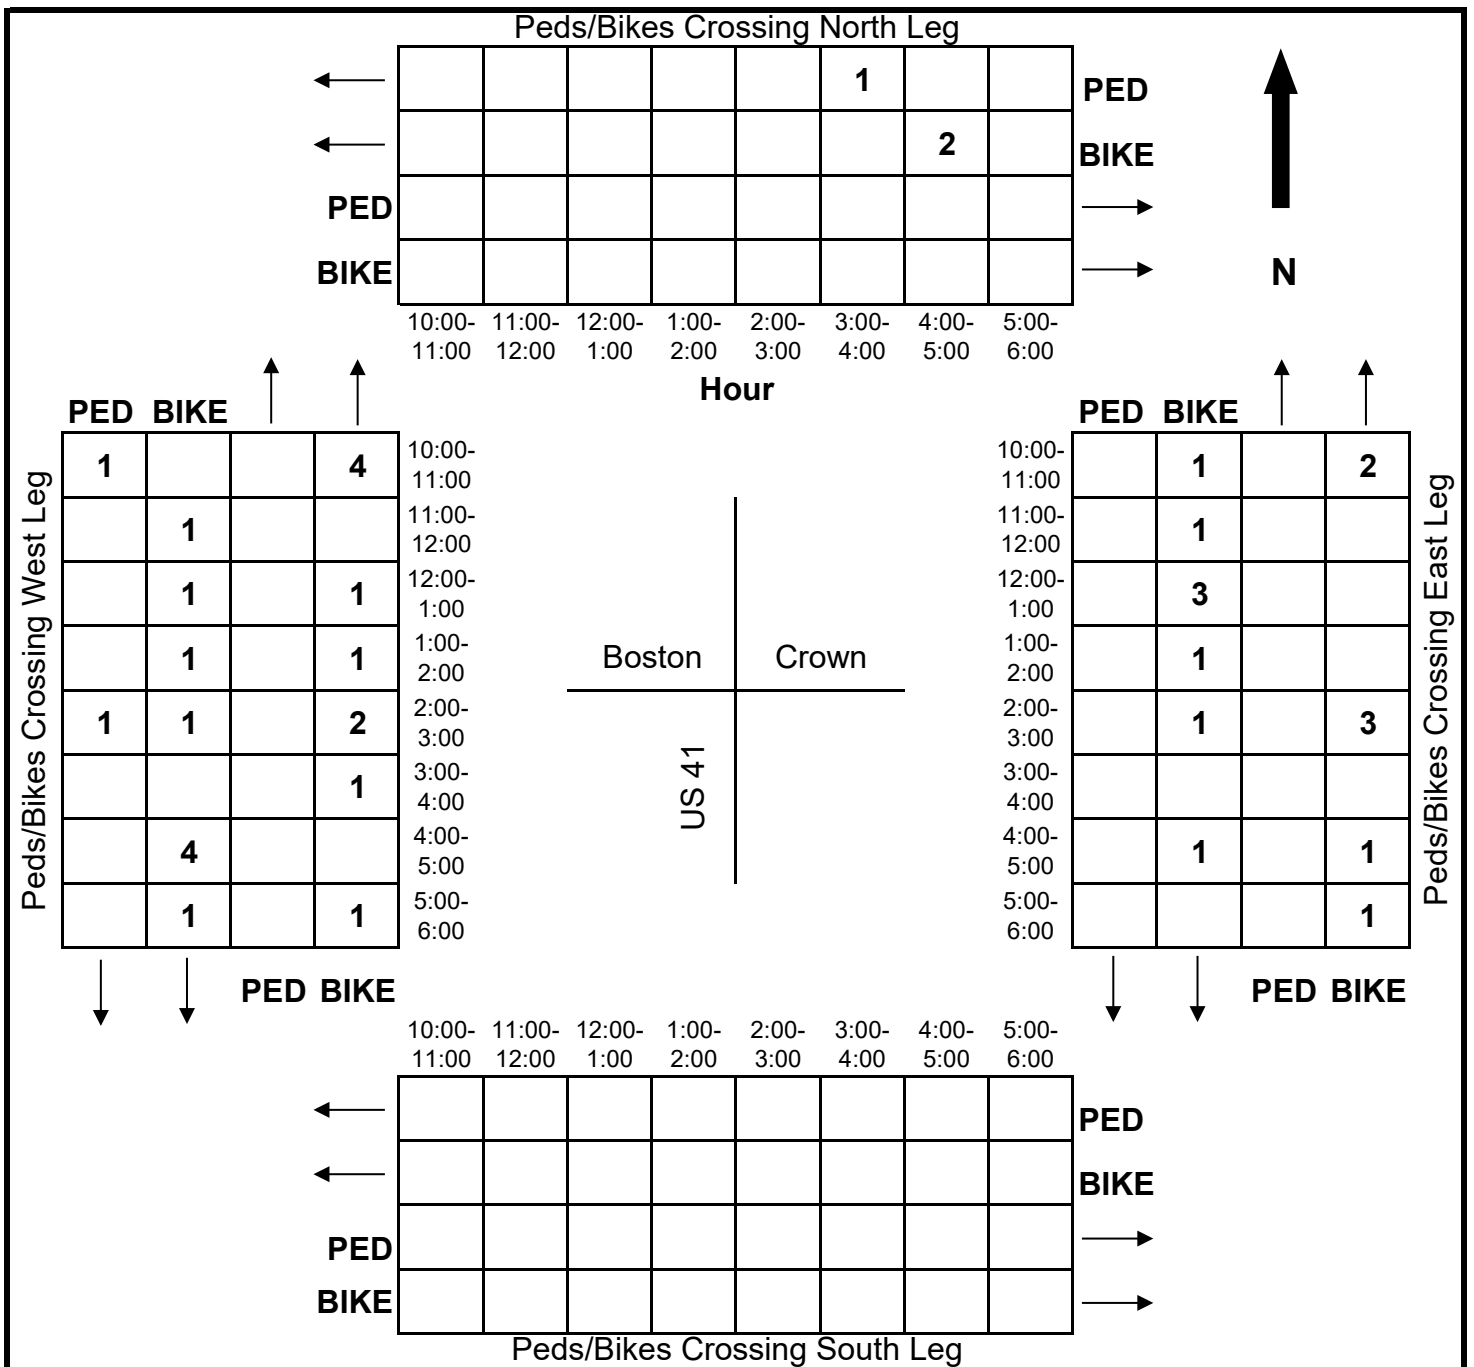 Peds/Bikes Crossing North Leg
1
PED
2
BIKE
PED
BIKE
N
10:00- 11:00- 12:00- 1:00- 2:00- 3:00- 4:00- 5:00-
11:00 12:00 1:00 2:00 3:00 4:00 5:00 6:00
Hour
Peds/Bikes Crossing West Leg
PED BIKE
1 4 10:00-
11:00
1 11:00-
12:00
1 1 12:00-
1:00
1 1 1:00-
2:00
1 1 2 2:00-
3:00
1 3:00-
4:00
4 4:00-
5:00
1 1 5:00-
6:00
PED BIKE
Boston Crown
US 41
PED BIKE
10:00- 1 2
11:00
11:00- 1
12:00
12:00- 3
1:00
1:00- 1
2:00
2:00- 1 3
3:00
3:00-
4:00
4:00- 1 1
5:00
5:00- 1
6:00
PED BIKE
Peds/Bikes Crossing East Leg
10:00- 11:00- 12:00- 1:00- 2:00- 3:00- 4:00- 5:00-
11:00 12:00 1:00 2:00 3:00 4:00 5:00 6:00
PED
BIKE
PED
BIKE
Peds/Bikes Crossing South Leg